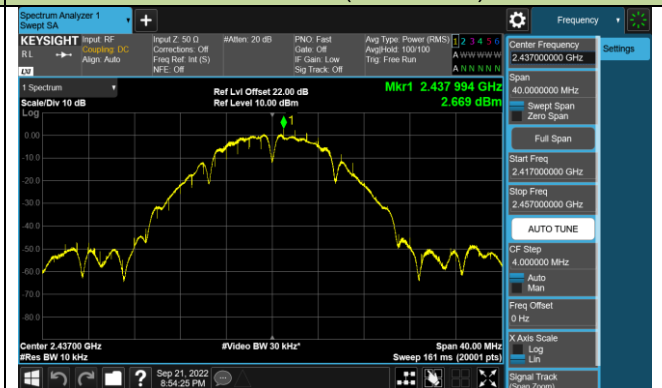 Spectrum Analyzer 1
Swept SA
+
Frequency
KEYSIGHT
RL
LXI
Input: RF
Coupling: DC
Align: Auto
Input Z: 50 Ω
Corrections: Off
Freq Ref: Int (S)
NFE: Off
#Atten: 20 dB
PNO: Fast
Gate: Off
IF Gain: Low
Sig Track: Off
Avg Type: Power (RMS)
Avg|Hold: 100/100
Trig: Free Run
1 2 3 4 5 6
A W W W W W
A N N N N N
Center Frequency
2.437000000 GHz
Settings
Span
40.0000000 MHz
Swept Span
Zero Span
Full Span
Start Freq
2.417000000 GHz
Stop Freq
2.457000000 GHz
AUTO TUNE
CF Step
4.000000 MHz
Auto
Man
Freq Offset
0 Hz
X Axis Scale
Log
Lin
Signal Track
(Span Zoom)
1 Spectrum
Scale/Div 10 dB
Log
Ref Lvl Offset 22.00 dB
Ref Level 10.00 dBm
Mkr1 2.437 994 GHz
2.669 dBm
1
0.00
-10.0
-20.0
-30.0
-40.0
-50.0
-60.0
-70.0
-80.0
Center 2.43700 GHz
#Res BW 10 kHz
#Video BW 30 kHz*
Span 40.00 MHz
Sweep 161 ms (20001 pts)
?
Sep 21, 2022
8:54:25 PM